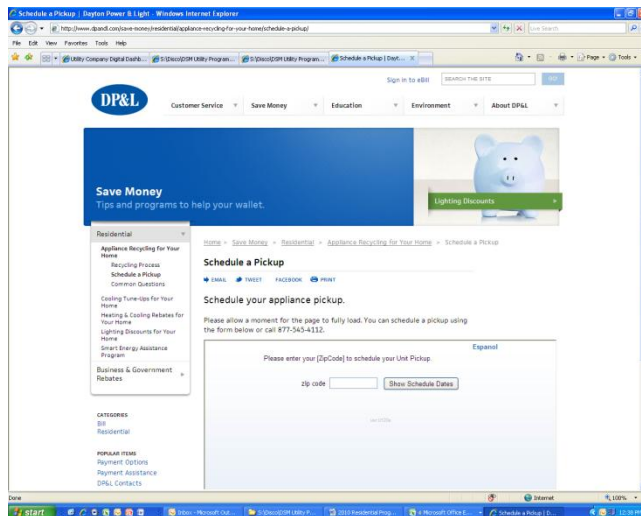 Schedule a Pickup | Dayton Power & Light - Windows Internet Explorer
http://www.dpandl.com/save-money/residential/appliance-recycling-for-your-home/schedule-a-pickup/
Live Search
File Edit View Favorites Tools Help
Utility Company Digital Dashb...
Schedule a Pickup | Dayt...
Page Tools
Sign in to eBill
SEARCH THE SITE
GO
DP&L
Customer Service
Save Money
Education
Environment
About DP&L
Save Money
Tips and programs to help your wallet.
Lighting Discounts
Residential
Appliance Recycling for Your
Home
Recycling Process
Schedule a Pickup
Common Questions
Cooling Tune-Ups for Your
Home
Heating & Cooling Rebates for
Your Home
Lighting Discounts for Your
Home
Smart Energy Assistance
Program
Business & Government
Rebates
CATEGORIES
Bill
Residential
POPULAR ITEMS
Payment Options
Payment Assistance
DP&L Contacts
Home > Save Money > Residential > Appliance Recycling for Your Home > Schedule a Pickup
Schedule a Pickup
EMAIL TWEET FACEBOOK PRINT
Schedule your appliance pickup.
Please allow a moment for the page to fully load. You can schedule a pickup using
the form below or call 877-545-4112.
Espanol
Please enter your [ZipCode] to schedule your Unit Pickup.
zip code
Show Schedule Dates
Done
Internet
100%
start
Inbox - Microsoft Out...
2010 Residential Prog...
6 Microsoft Office E...
Schedule a Pickup | D...
12:38 PM